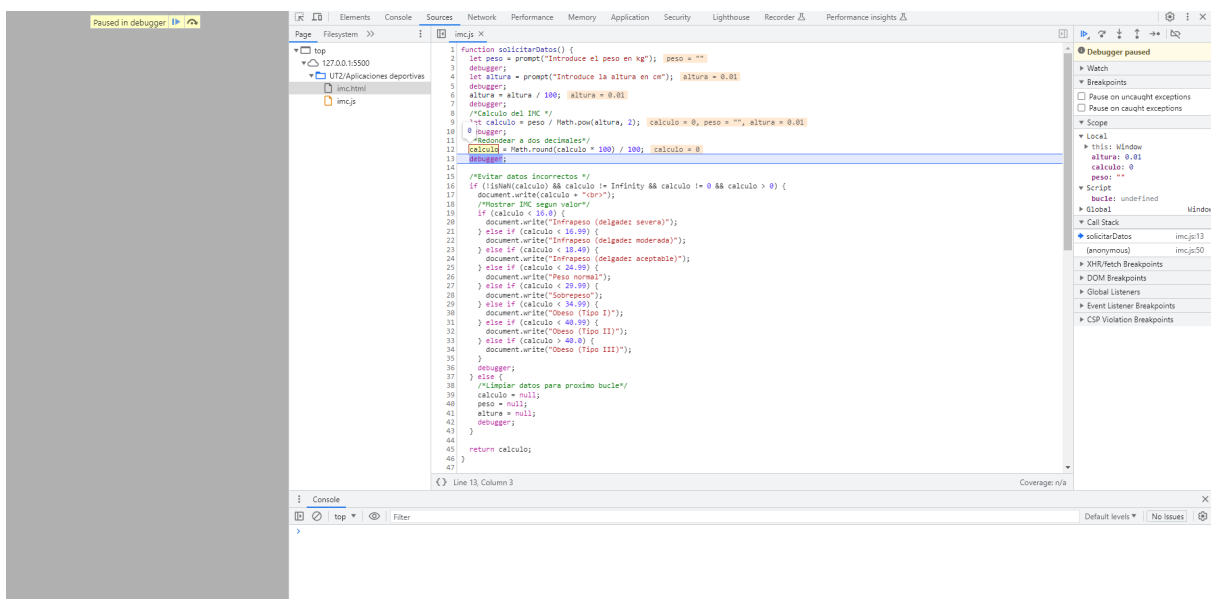 Paused in debugger
Elements Console Sources Network Performance Memory Application Security Lighthouse Recorder Performance insights
Page Filesystem >> imc.js ×
top
127.0.0.1:5500
UT2/Aplicaciones deportivas
imc.html
imc.js
1 function solicitarDatos() {
2 let peso = prompt("Introduce el peso en kg"); peso = ""
3 debugger;
4 let altura = prompt("Introduce la altura en cm"); altura = 0.01
5 debugger;
6 altura = altura / 100; altura = 0.01
7 debugger;
8 /*Calculo del IMC */
9 let calculo = peso / Math.pow(altura, 2); calculo = 0, peso = "", altura = 0.01
10 bugger;
0
11 /*Redondear a dos decimales*/
12 calculo = Math.round(calculo * 100) / 100; calculo = 0
13 debugger;
14
15 /*Evitar datos incorrectos */
16 if (!isNaN(calculo) && calculo != Infinity && calculo != 0 && calculo > 0) {
17 document.write(calculo + "<br>");
18 /*Mostrar IMC segun valor*/
19 if (calculo < 16.0) {
20 document.write("Infrapeso (delgadez severa)");
21 } else if (calculo < 16.99) {
22 document.write("Infrapeso (delgadez moderada)");
23 } else if (calculo < 18.49) {
24 document.write("Infrapeso (delgadez aceptable)");
25 } else if (calculo < 24.99) {
26 document.write("Peso normal");
27 } else if (calculo < 29.99) {
28 document.write("Sobrepeso");
29 } else if (calculo < 34.99) {
30 document.write("Obeso (Tipo I)");
31 } else if (calculo < 40.99) {
32 document.write("Obeso (Tipo II)");
33 } else if (calculo > 40.0) {
34 document.write("Obeso (Tipo III)");
35 }
36 debugger;
37 } else {
38 /*Limpiar datos para proximo bucle*/
39 calculo = null;
40 peso = null;
41 altura = null;
42 debugger;
43 }
44
45 return calculo;
46 }
47
{} Line 13, Column 3 Coverage: n/a
Debugger paused
Watch
Breakpoints
Pause on uncaught exceptions
Pause on caught exceptions
Scope
Local
this: Window
altura: 0.01
calculo: 0
peso: ""
Script
bucle: undefined
Global Window
Call Stack
solicitarDatos imc.js:13
(anonymous) imc.js:50
XHR/fetch Breakpoints
DOM Breakpoints
Global Listeners
Event Listener Breakpoints
CSP Violation Breakpoints
Console ×
top Filter Default levels No Issues
>